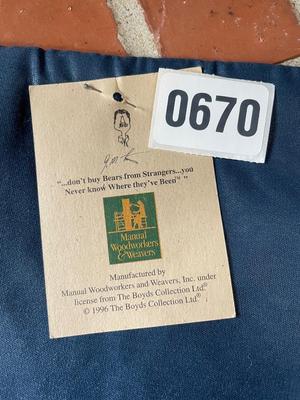 0670
"...don't buy Bears from Strangers...you
Never know Where they've Been™ "
Manual
Woodworkers
& Weavers
Manufactured by
Manual Woodworkers and Weavers, Inc. under
license from The Boyds Collection Ltd.®
© 1996 The Boyds Collection Ltd.®